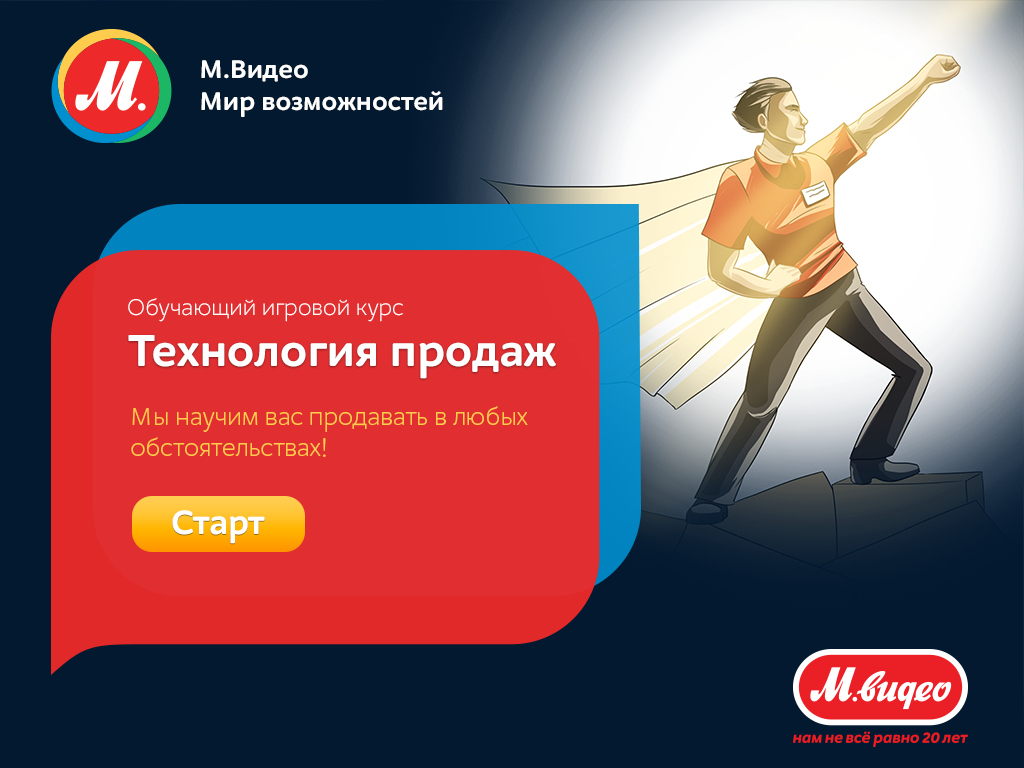 М.
М.Видео
Мир возможностей
Обучающий игровой курс
Технология продаж
Мы научим вас продавать в любых
обстоятельствах!
Старт
М.видео
нам не всё равно 20 лет